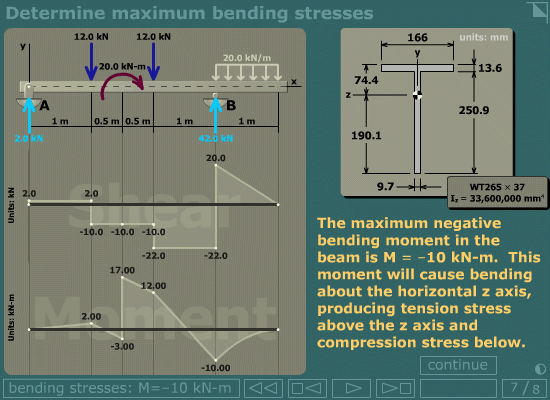 Determine maximum bending stresses
12.0 kN
12.0 kN
y
20.0 kN-m
20.0 kN/m
x
A
B
1 m
0.5 m
0.5 m
1 m
1 m
2.0 kN
42.0 kN
Shear
Units: kN
2.0
2.0
-10.0
-10.0
-10.0
-22.0
-22.0
20.0
Moment
Units: kN-m
2.00
-3.00
17.00
12.00
-10.00
units: mm
166
y
13.6
74.4
z
250.9
190.1
9.7
WT265 × 37
Iz = 33,600,000 mm⁴
The maximum negative
bending moment in the
beam is M = –10 kN-m. This
moment will cause bending
about the horizontal z axis,
producing tension stress
above the z axis and
compression stress below.
continue
bending stresses: M=–10 kN-m
7/8